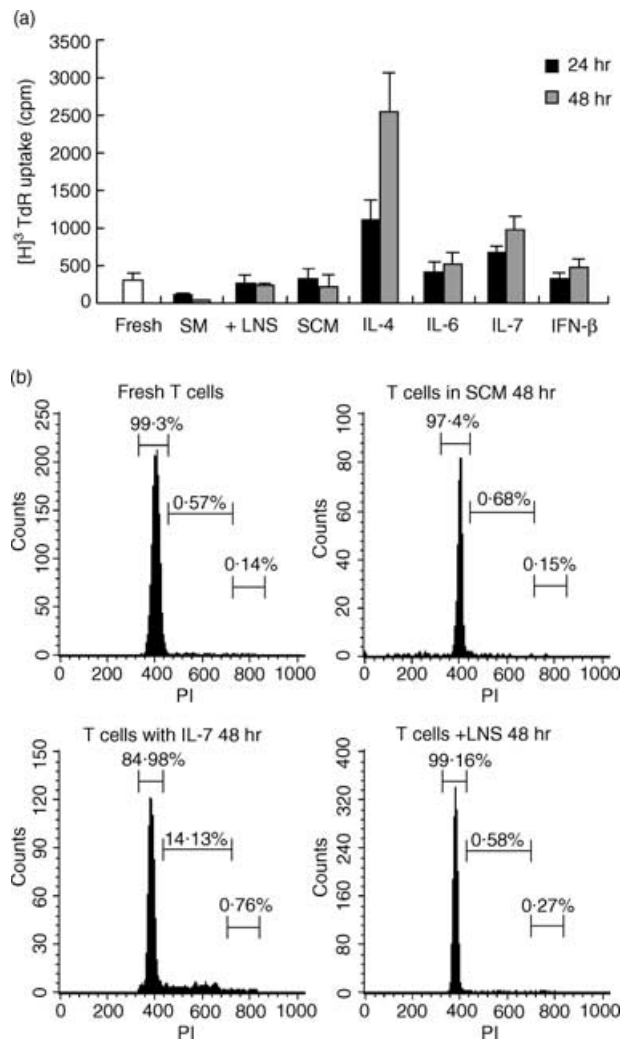 (a)
[H]³ TdR uptake (cpm)
3500
3000
2500
2000
1500
1000
500
0
24 hr
48 hr
Fresh SM + LNS SCM IL-4 IL-6 IL-7 IFN-β
(b)
Fresh T cells
250
200
150
100
50
0
Counts
99·3%
0·57%
0·14%
0 200 400 600 800 1000
PI
T cells in SCM 48 hr
100
80
60
40
20
0
Counts
97·4%
0·68%
0·15%
0 200 400 600 800 1000
PI
T cells with IL-7 48 hr
150
120
90
60
30
0
Counts
84·98%
14·13%
0·76%
0 200 400 600 800 1000
PI
T cells +LNS 48 hr
400
320
240
160
80
0
Counts
99·16%
0·58%
0·27%
0 200 400 600 800 1000
PI